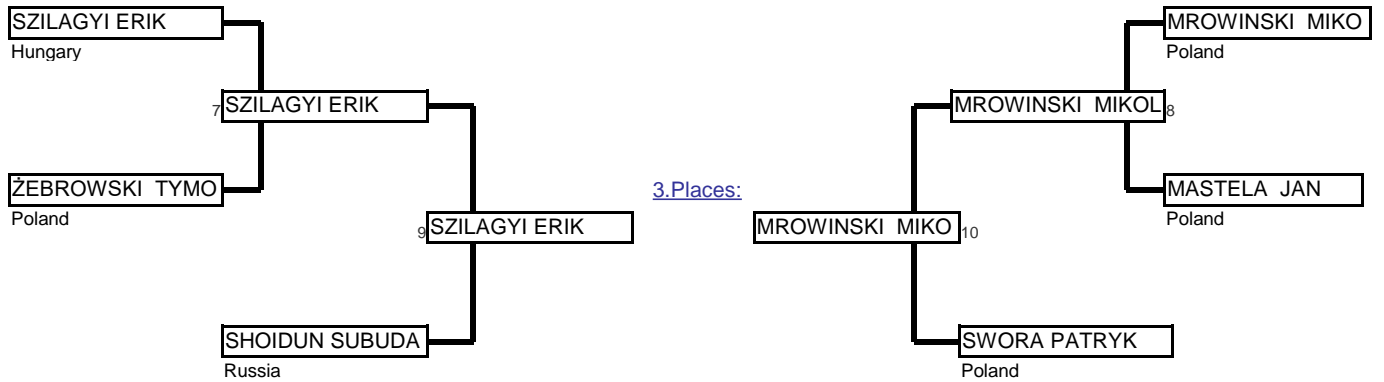 SZILAGYI ERIK
Hungary
7 SZILAGYI ERIK
ŻEBROWSKI TYMO
Poland
9 SZILAGYI ERIK
SHOIDUN SUBUDA
Russia
3.Places:
MROWINSKI MIKO
Poland
MROWINSKI MIKOL 8
MASTELA JAN
Poland
MROWINSKI MIKO 10
SWORA PATRYK
Poland